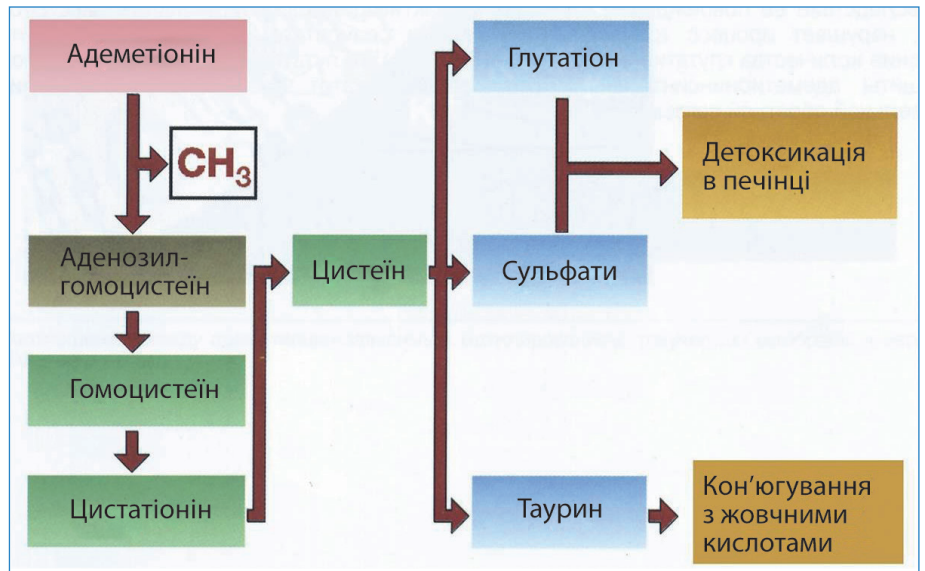 Адеметіонін
CH₃
Аденозил-
гомоцистеїн
Гомоцистеїн
Цистатіонін
Цистеїн
Глутатіон
Сульфати
Таурин
Детоксикація
в печінці
Кон’югування
з жовчними
кислотами